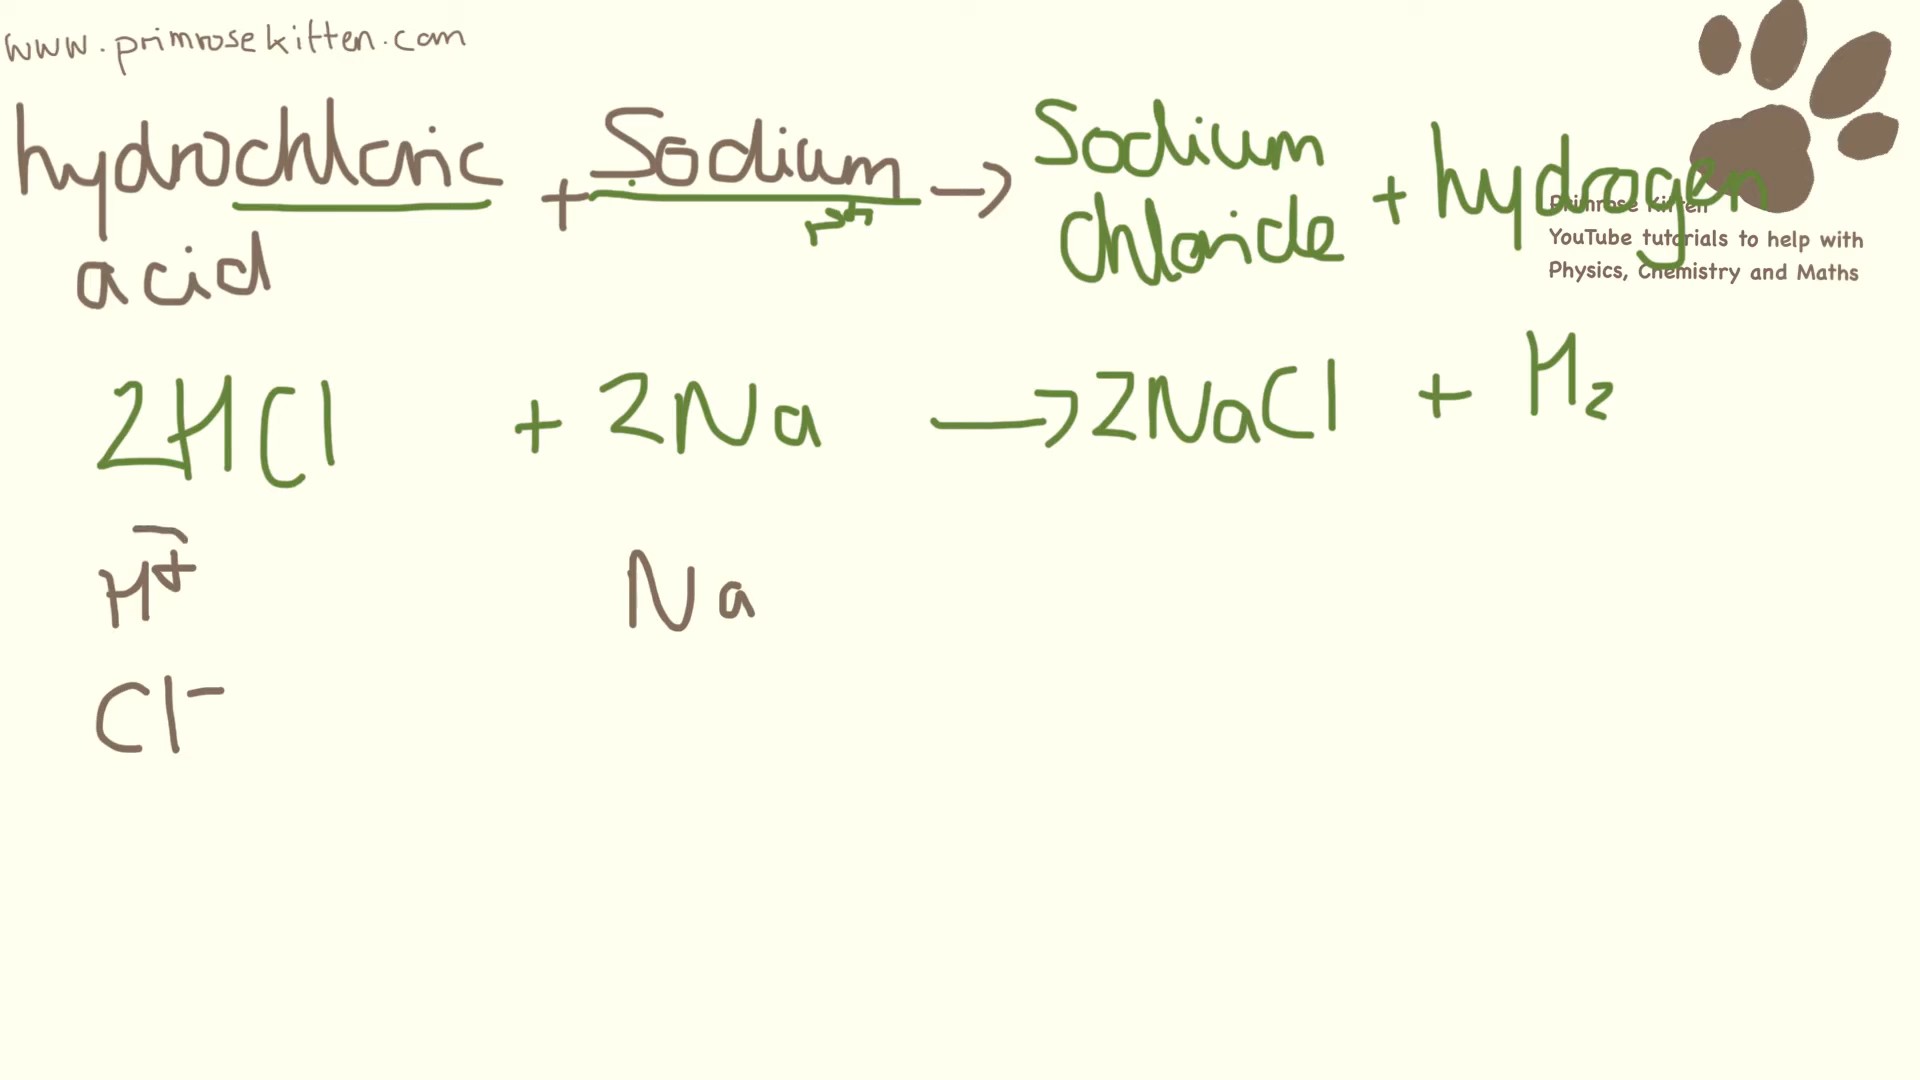 www.primrosekitten.com
hydrochloric acid + Sodium → Sodium chloride + hydrogen
Primrose Kitten
YouTube tutorials to help with
Physics, Chemistry and Maths
2HCl + 2Na → 2NaCl + H₂
H⁺ Na
Cl⁻